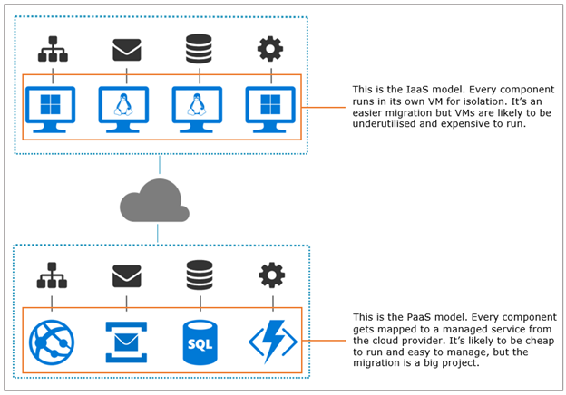 This is the IaaS model. Every component
runs in its own VM for isolation. It's an
easier migration but VMs are likely to be
underutilised and expensive to run.
This is the PaaS model. Every component
gets mapped to a managed service from
the cloud provider. It's likely to be cheap
to run and easy to manage, but the
migration is a big project.
SQL